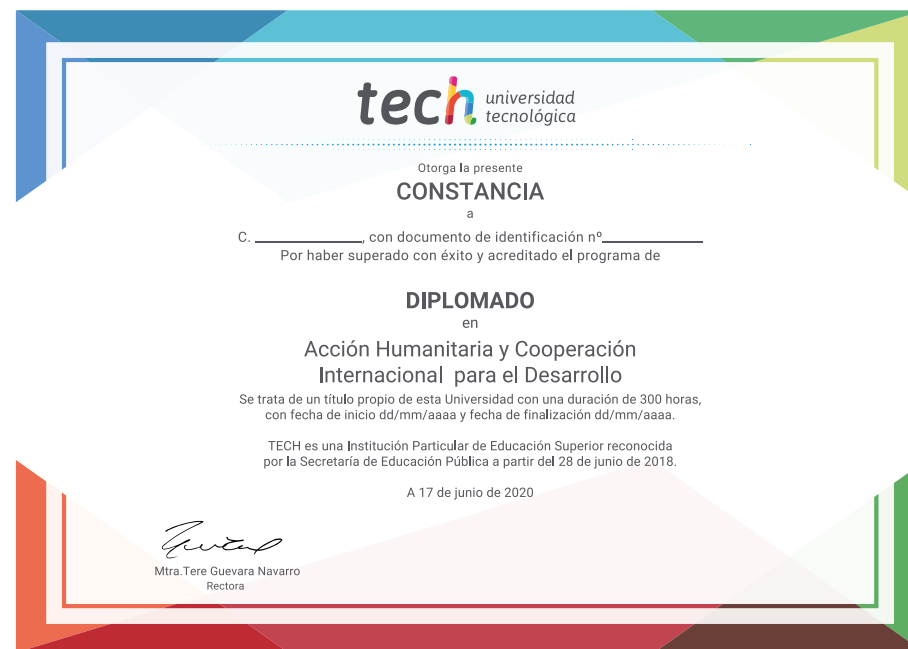 tech universidad
tecnológica
Otorga la presente
CONSTANCIA
a
C. ____________, con documento de identificación nº____________
Por haber superado con éxito y acreditado el programa de
DIPLOMADO
en
Acción Humanitaria y Cooperación
Internacional para el Desarrollo
Se trata de un título propio de esta Universidad con una duración de 300 horas,
con fecha de inicio dd/mm/aaaa y fecha de finalización dd/mm/aaaa.
TECH es una Institución Particular de Educación Superior reconocida
por la Secretaría de Educación Pública a partir del 28 de junio de 2018.
A 17 de junio de 2020
Mtra.Tere Guevara Navarro
Rectora